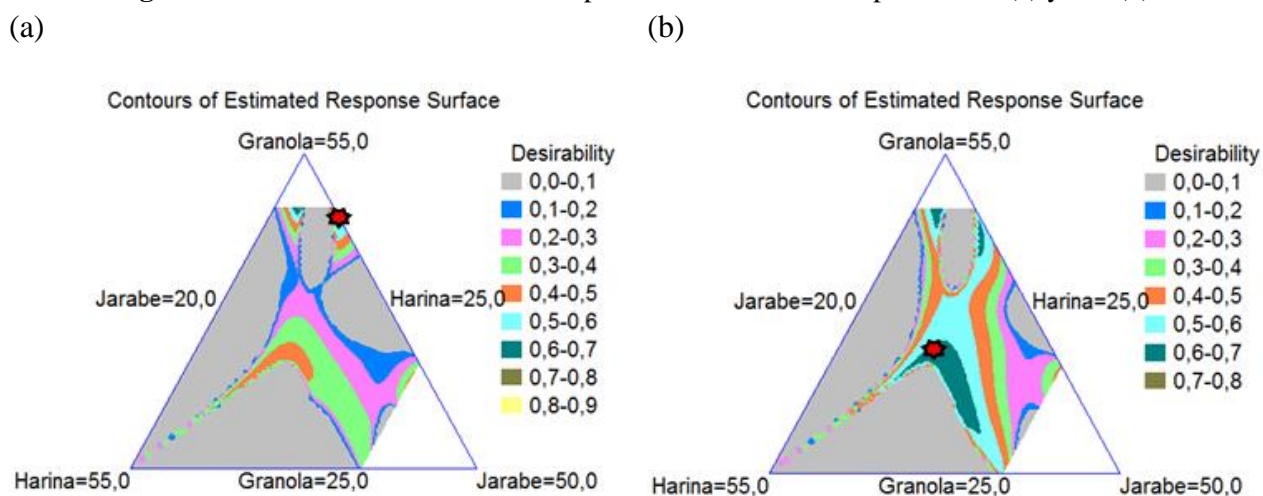 (a)
Contours of Estimated Response Surface
Granola=55,0
Desirability
0,0-0,1
0,1-0,2
0,2-0,3
0,3-0,4
0,4-0,5
0,5-0,6
0,6-0,7
0,7-0,8
0,8-0,9
Jarabe=20,0
Harina=25,0
Harina=55,0
Granola=25,0
Jarabe=50,0
(b)
Contours of Estimated Response Surface
Granola=55,0
Desirability
0,0-0,1
0,1-0,2
0,2-0,3
0,3-0,4
0,4-0,5
0,5-0,6
0,6-0,7
0,7-0,8
Jarabe=20,0
Harina=25,0
Harina=55,0
Granola=25,0
Jarabe=50,0